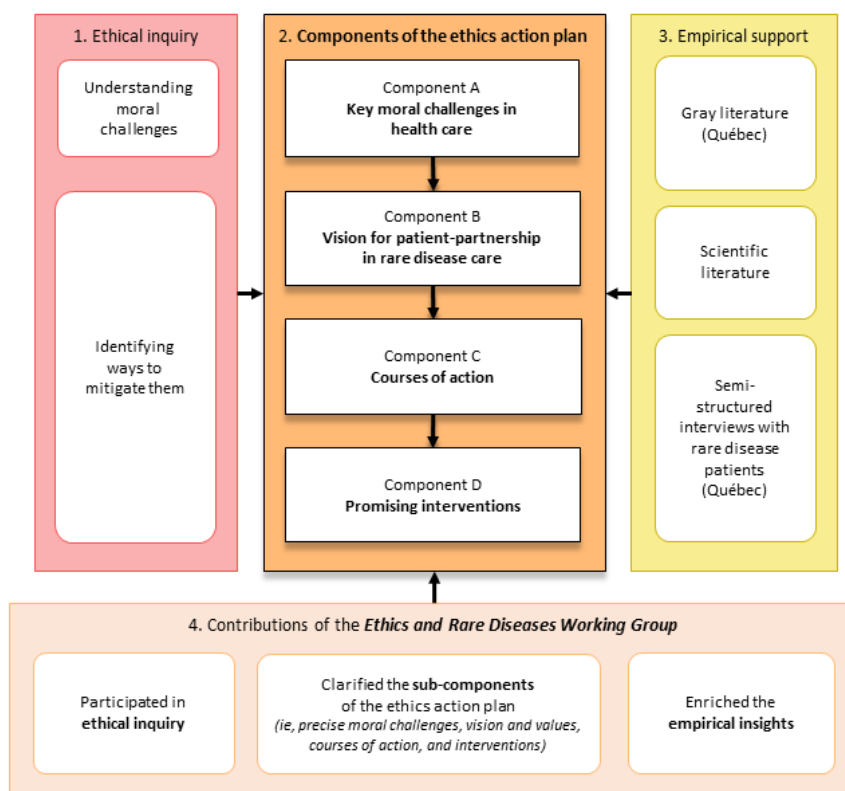 1. Ethical inquiry
Understanding
moral
challenges
Identifying
ways to
mitigate them
2. Components of the ethics action plan
Component A
Key moral challenges in
health care
Component B
Vision for patient-partnership
in rare disease care
Component C
Courses of action
Component D
Promising interventions
3. Empirical support
Gray literature
(Québec)
Scientific
literature
Semi-
structured
interviews with
rare disease
patients
(Québec)
4. Contributions of the Ethics and Rare Diseases Working Group
Participated in
ethical inquiry
Clarified the sub-components
of the ethics action plan
(ie, precise moral challenges, vision and values,
courses of action, and interventions)
Enriched the
empirical insights